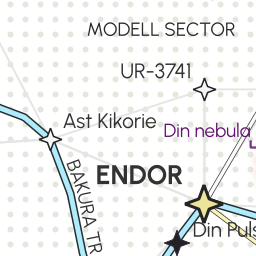 MODELL SECTOR
UR-3741
Ast Kikorie
Din nebula
ENDOR
BAKURA TR
Din Puls